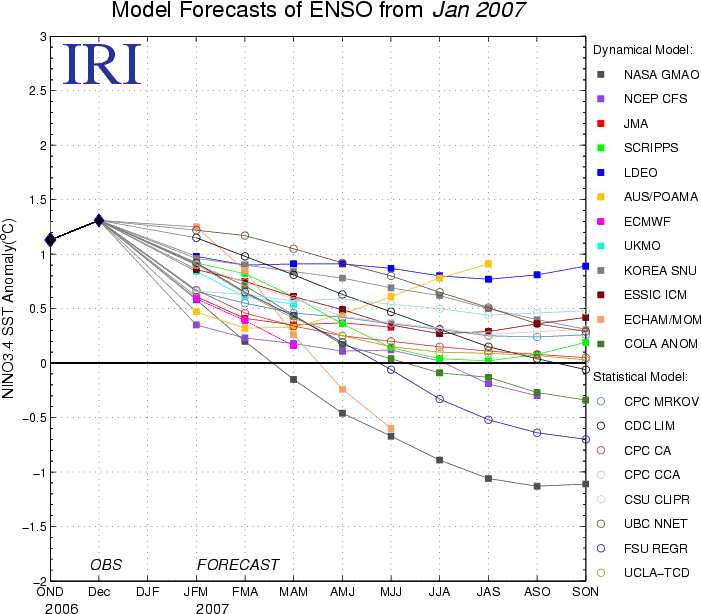 Model Forecasts of ENSO from Jan 2007
IRI
NINO3.4 SST Anomaly(°C)
3
2.5
2
1.5
1
0.5
0
−0.5
−1
−1.5
−2
OBS
FORECAST
OND Dec DJF JFM FMA MAM AMJ MJJ JJA JAS ASO SON
2006 2007
Dynamical Model:
NASA GMAO
NCEP CFS
JMA
SCRIPPS
LDEO
AUS/POAMA
ECMWF
UKMO
KOREA SNU
ESSIC ICM
ECHAM/MOM
COLA ANOM
Statistical Model:
CPC MRKOV
CDC LIM
CPC CA
CPC CCA
CSU CLIPR
UBC NNET
FSU REGR
UCLA−TCD